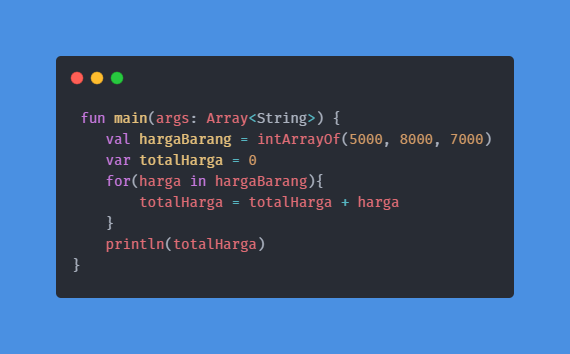 fun main(args: Array<String>) {
    val hargaBarang = intArrayOf(5000, 8000, 7000)
    var totalHarga = 0
    for(harga in hargaBarang){
        totalHarga = totalHarga + harga
    }
    println(totalHarga)
}